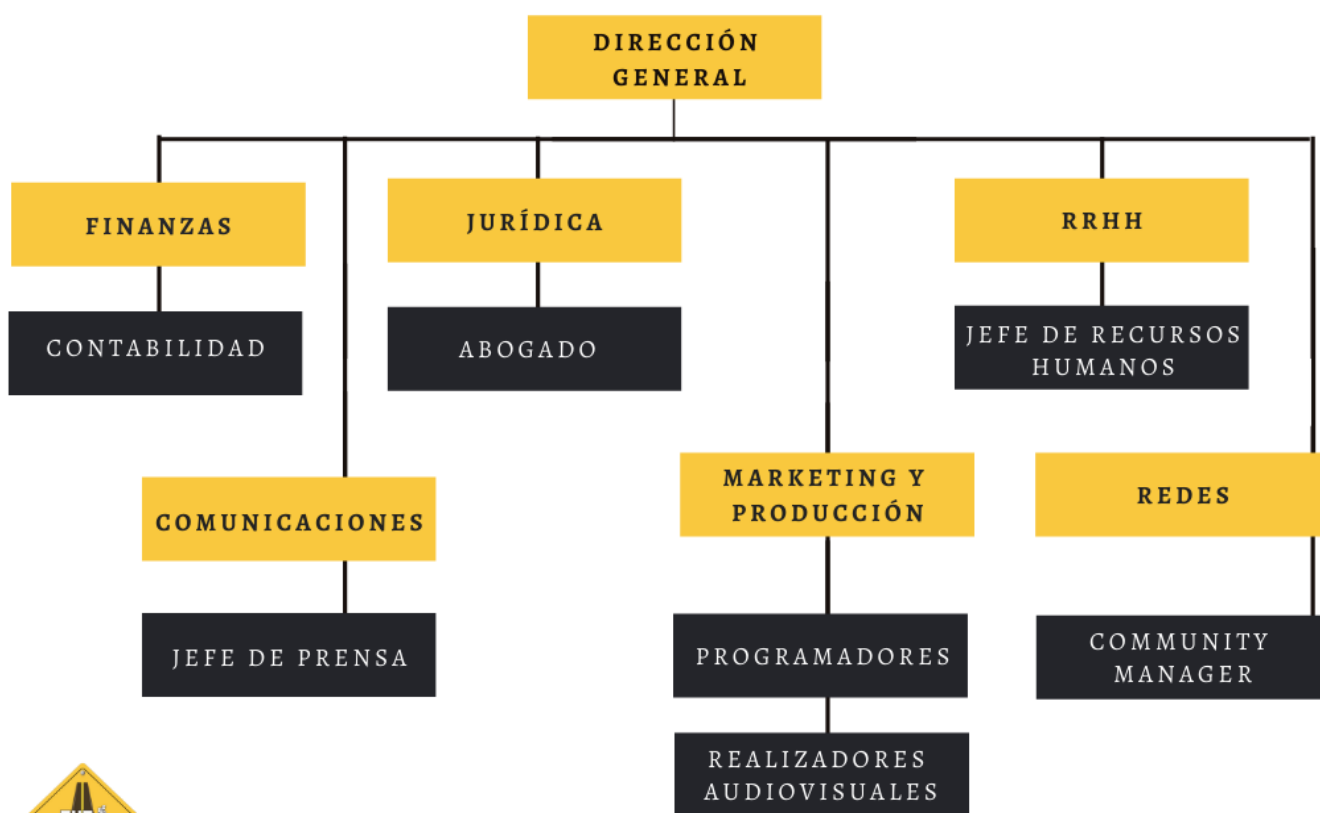 DIRECCIÓN
GENERAL
FINANZAS
JURÍDICA
RRHH
CONTABILIDAD
ABOGADO
JEFE DE RECURSOS
HUMANOS
COMUNICACIONES
MARKETING Y
PRODUCCIÓN
REDES
JEFE DE PRENSA
PROGRAMADORES
COMMUNITY
MANAGER
REALIZADORES
AUDIOVISUALES